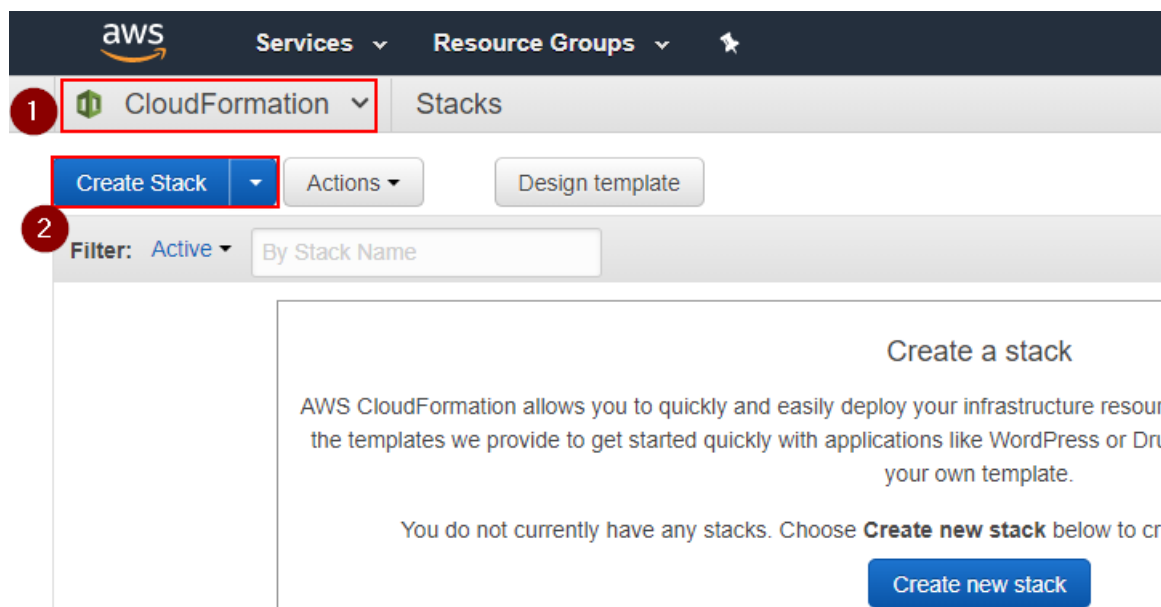 aws Services Resource Groups
1 CloudFormation Stacks
Create Stack Actions Design template
2 Filter: Active By Stack Name
Create a stack
AWS CloudFormation allows you to quickly and easily deploy your infrastructure
the templates we provide to get started quickly with applications like WordPress or
your own template.
You do not currently have any stacks. Choose Create new stack below to
Create new stack